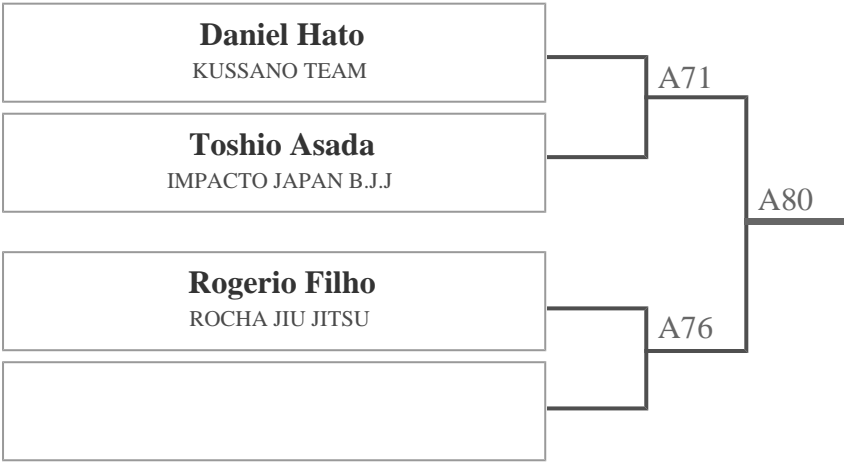 Daniel Hato
KUSSANO TEAM
A71
Toshio Asada
IMPACTO JAPAN B.J.J
A80
Rogerio Filho
ROCHA JIU JITSU
A76